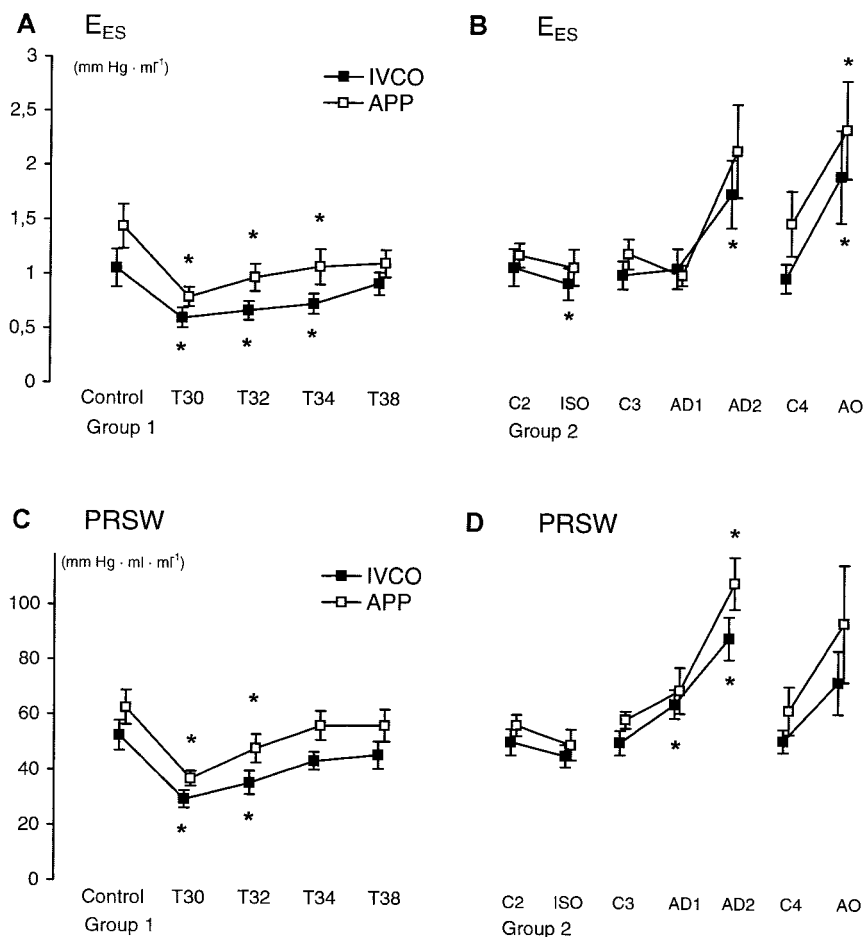 A E_ES
(mm Hg · ml⁻¹)
IVCO
APP
3
2,5
2
1,5
1
0,5
0
* * *
* * *
Control T30 T32 T34 T38
Group 1
B E_ES
*
*
*
*
C2 ISO C3 AD1 AD2 C4 AO
Group 2
C PRSW
(mm Hg · ml · ml⁻¹)
IVCO
APP
100
80
60
40
20
0
* *
* *
Control T30 T32 T34 T38
Group 1
D PRSW
*
*
*
C2 ISO C3 AD1 AD2 C4 AO
Group 2